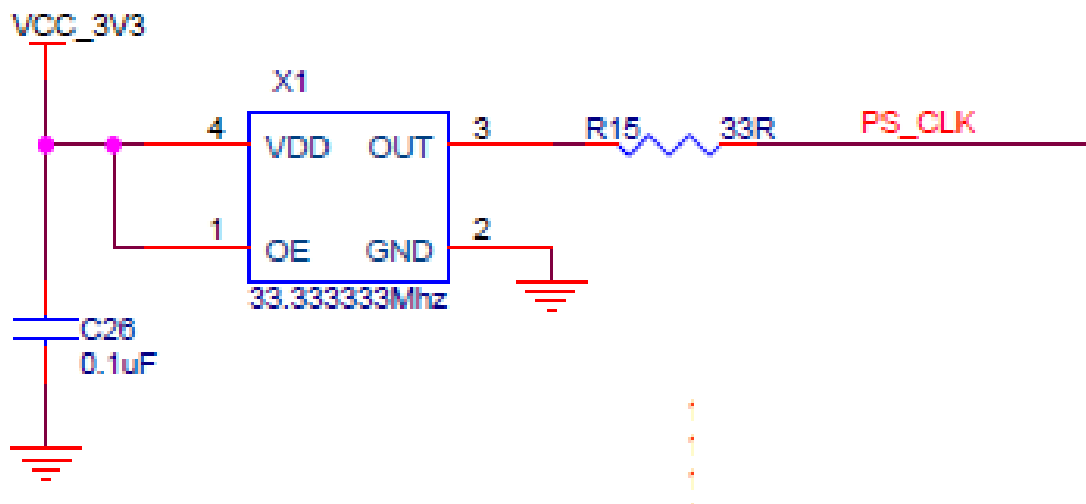 VCC_3V3
X1
4 VDD OUT 3 R15 33R PS_CLK
1 OE GND 2
33.333333Mhz
C26
0.1uF